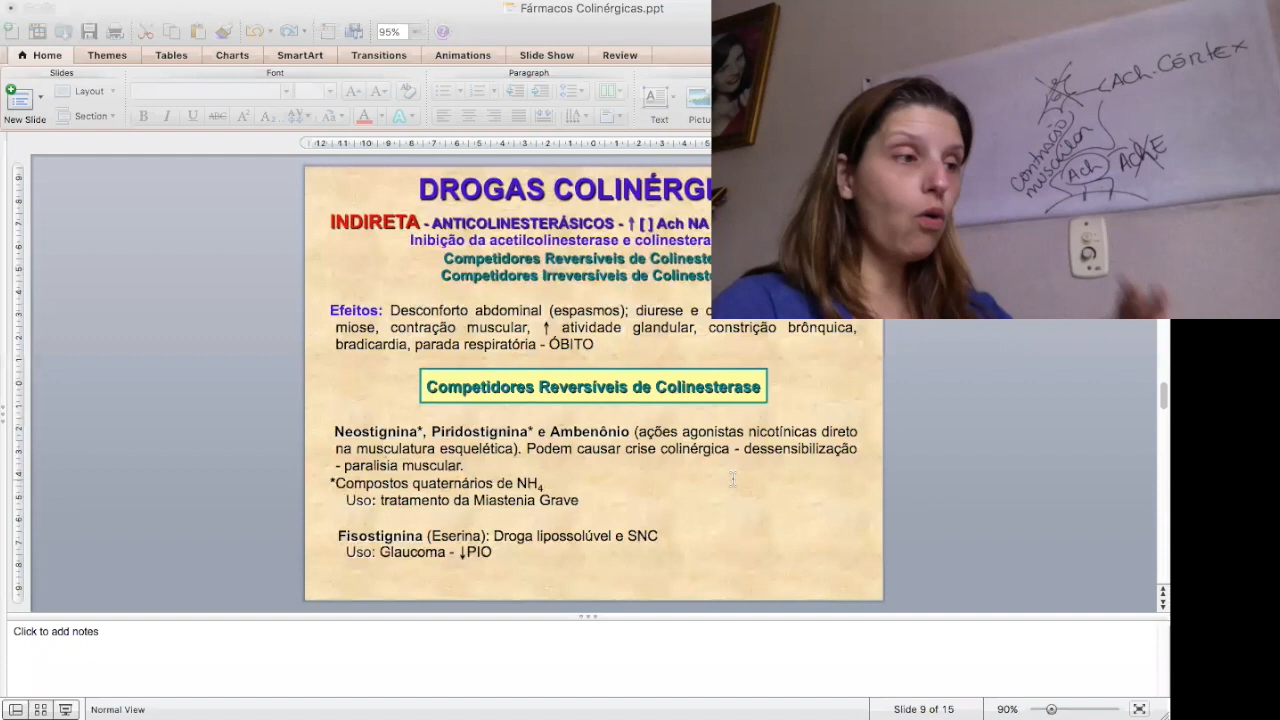 Fármacos Colinérgicas.ppt
95%
Home Themes Tables Charts SmartArt Transitions Animations Slide Show Review
Slides Font Paragraph
New Slide Layout Section Text
Ach-CÓRTEX
contração
muscular
Ach AChE
DROGAS COLINÉRGI
INDIRETA - ANTICOLINESTERÁSICOS - ↑ [ ] Ach NA
Inibição da acetilcolinesterase e colinestera
Competidores Reversíveis de Colineste
Competidores Irreversíveis de Colinest
Efeitos: Desconforto abdominal (espasmos); diurese e
miose, contração muscular, ↑ atividade glandular, constrição brônquica,
bradicardia, parada respiratória - ÓBITO
Competidores Reversíveis de Colinesterase
Neostignina*, Piridostignina* e Ambenônio (ações agonistas nicotínicas direto
na musculatura esquelética). Podem causar crise colinérgica - dessensibilização
- paralisia muscular.
*Compostos quaternários de NH4
Uso: tratamento da Miastenia Grave
Fisostignina (Eserina): Droga lipossolúvel e SNC
Uso: Glaucoma - ↓PIO
Click to add notes
Normal View Slide 9 of 15 90%